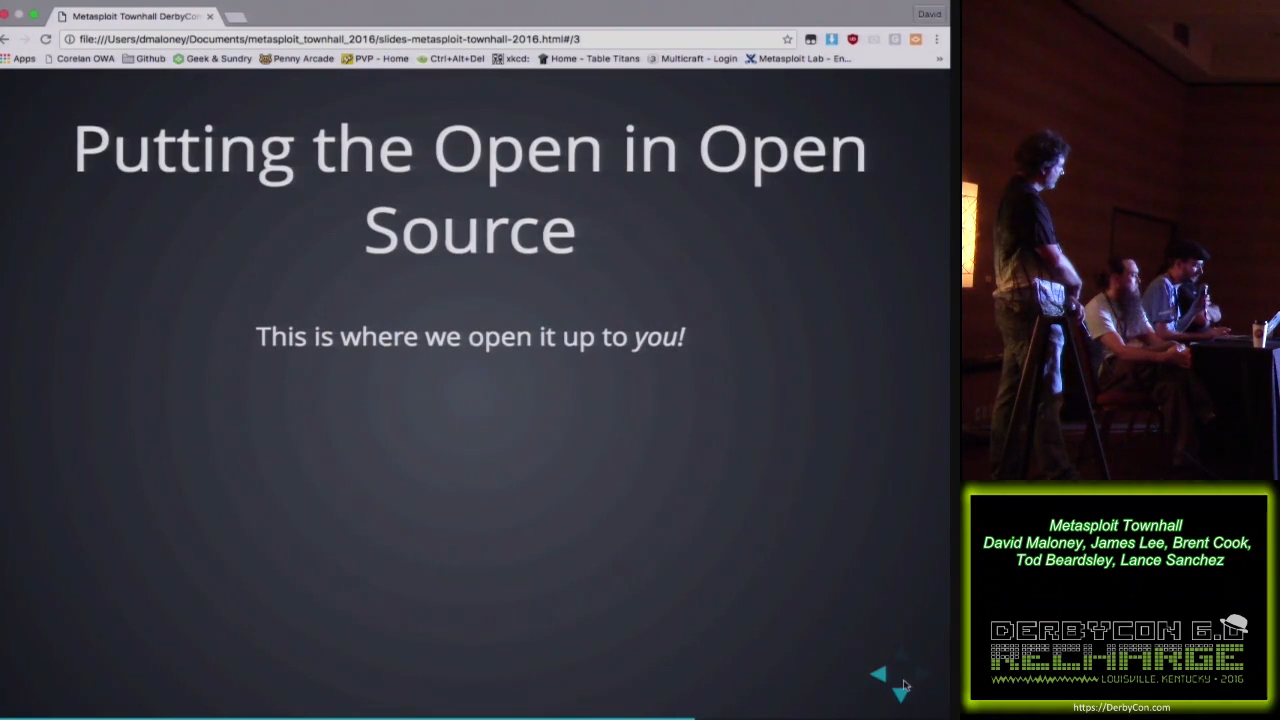 Metasploit Townhall DerbyCon
David
file:///Users/dmaloney/Documents/metasploit_townhall_2016/slides-metasploit-townhall-2016.html#/3
Apps Corelan OWA Github Geek & Sundry Penny Arcade PVP - Home Ctrl+Alt+Del xkcd: Home - Table Titans Multicraft - Login Metasploit Lab - En... »
Putting the Open in Open
Source
This is where we open it up to you!
Metasploit Townhall
David Maloney, James Lee, Brent Cook,
Tod Beardsley, Lance Sanchez
DERBYCON 6.0
RECHARGE
LOUISVILLE, KENTUCKY • 2016
https://DerbyCon.com